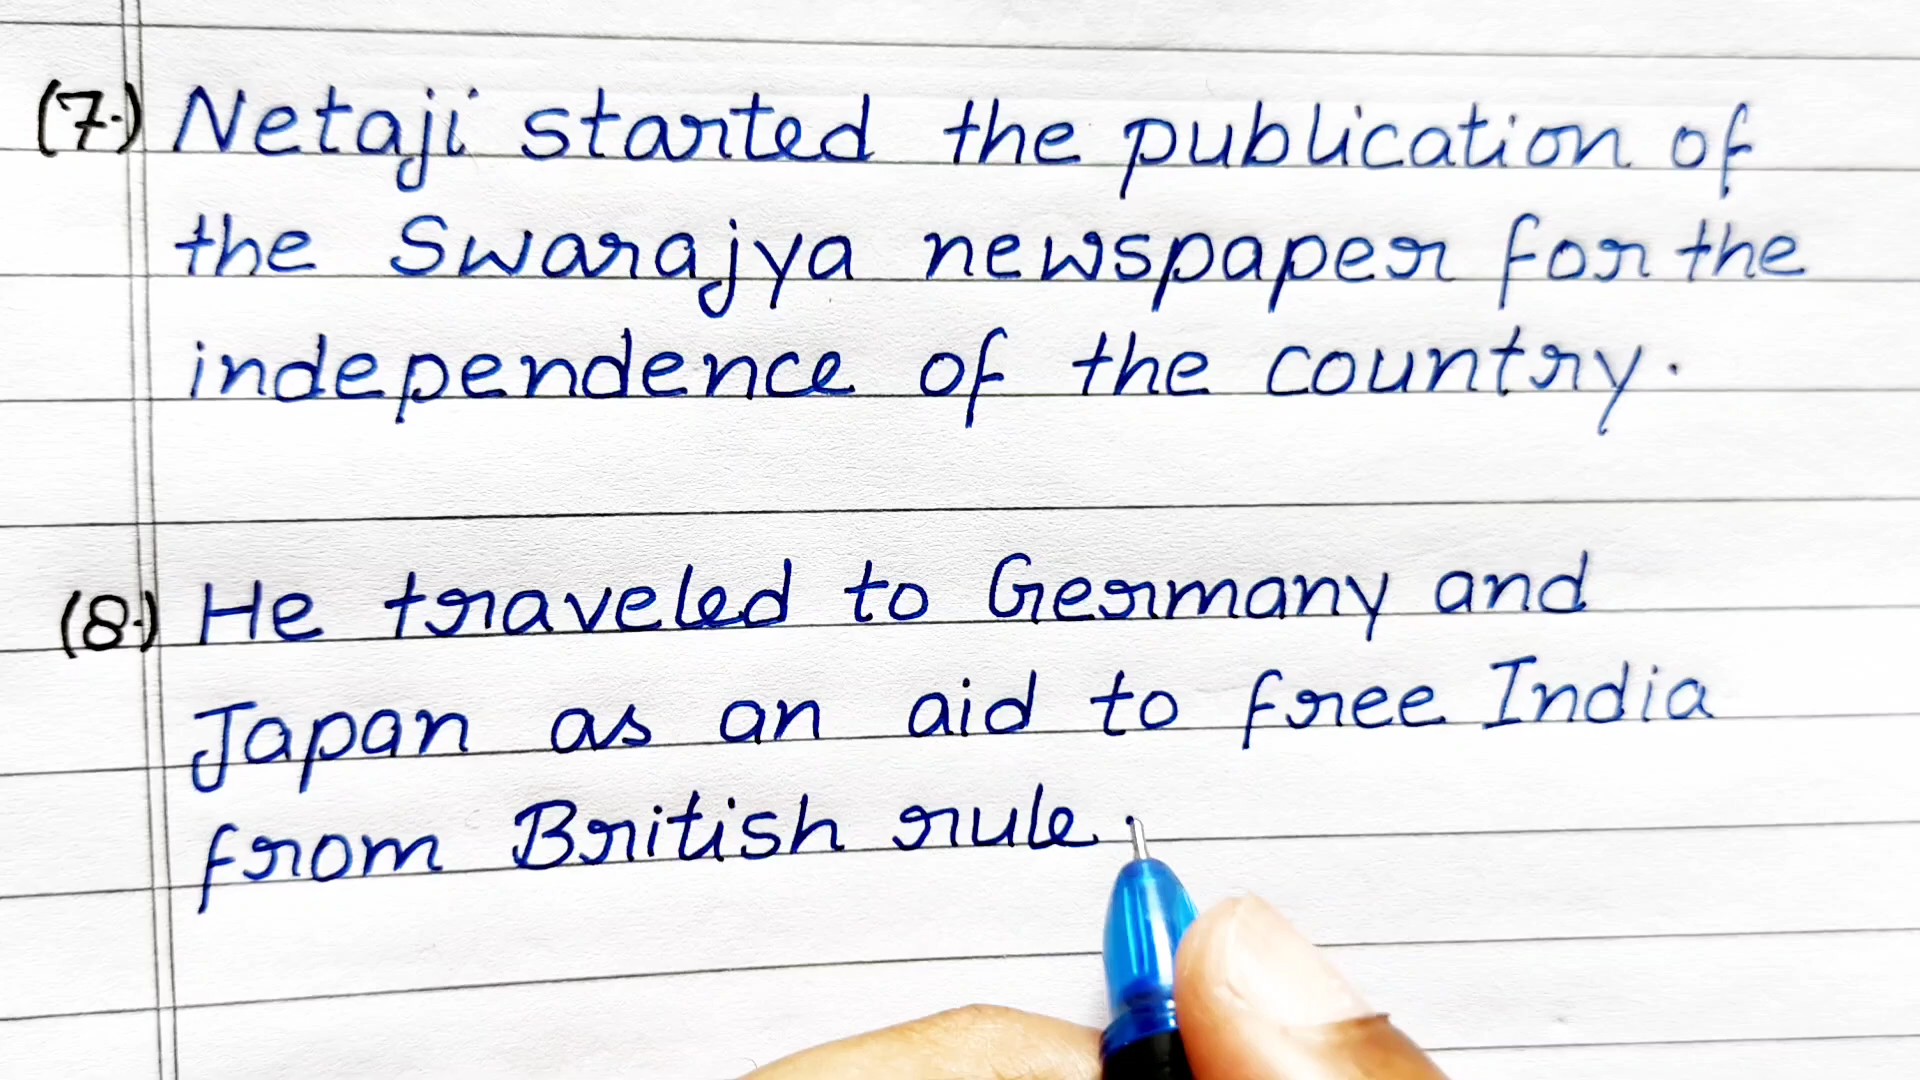 (7.) Netaji started the publication of
the Swarajya newspaper for the
independence of the country.
(8.) He traveled to Germany and
Japan as an aid to free India
from British rule.